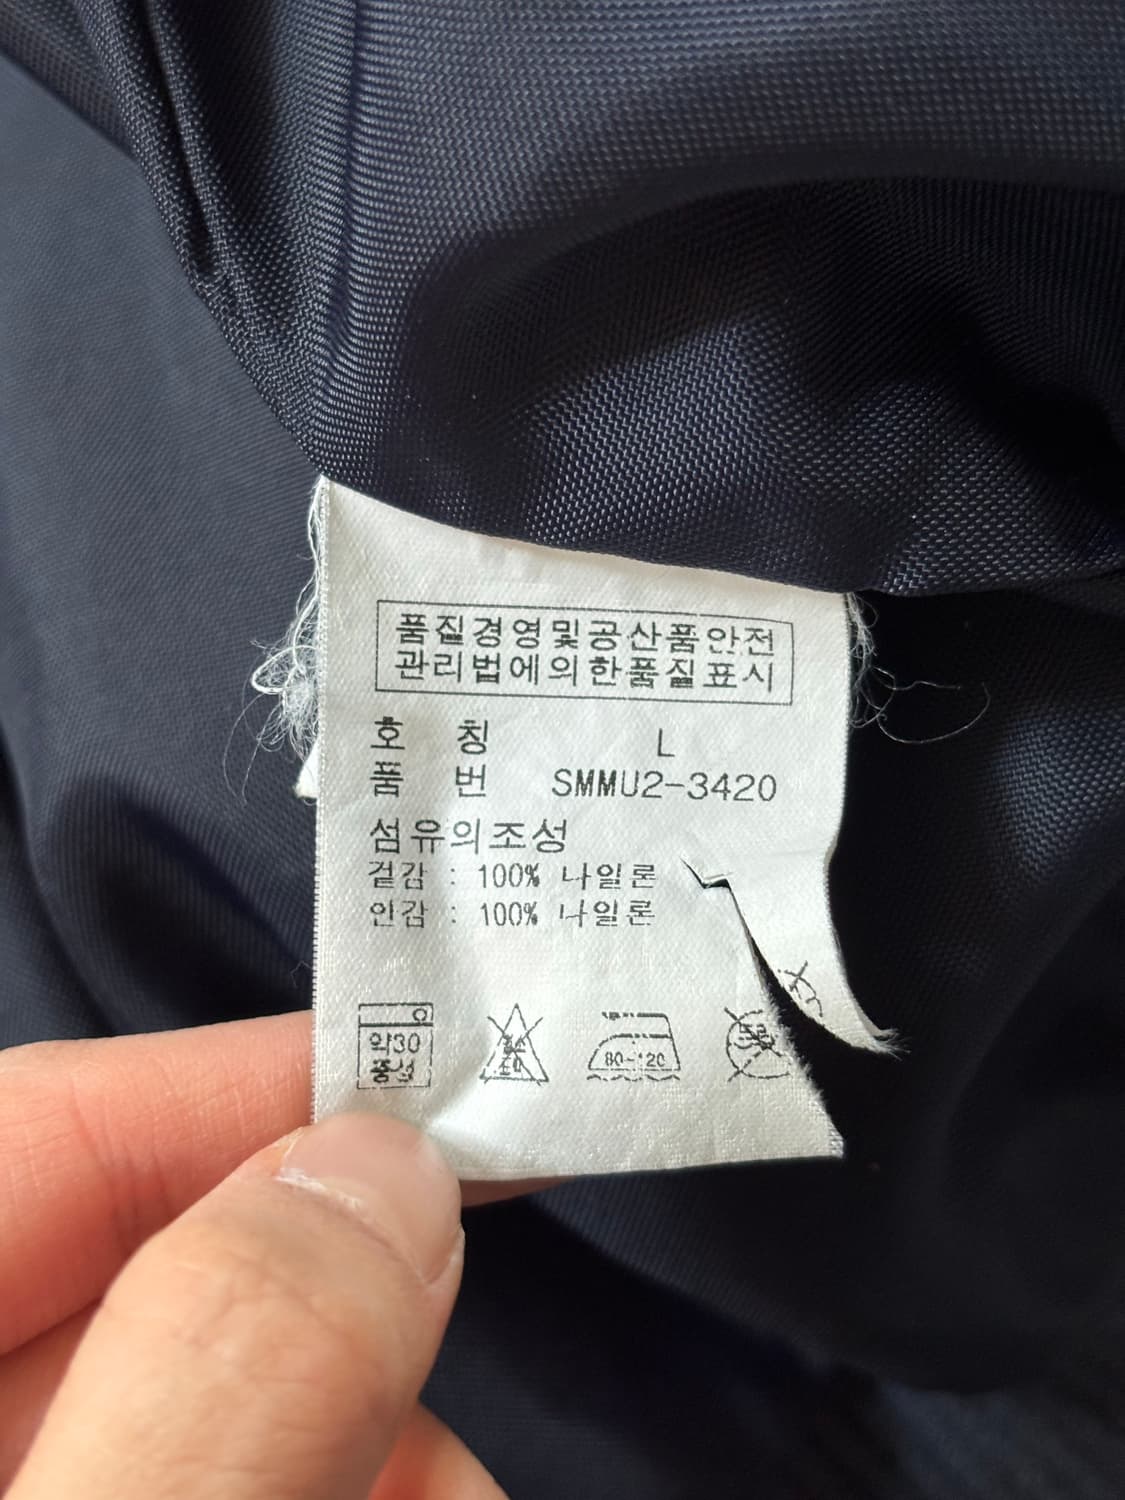 품질경영및공산품안전
관리법에의한품질표시
호 칭 L
품 번 SMMU2-3420
섬유의조성
겉감 : 100% 나일론
안감 : 100% 나일론
약30
중성
80~120